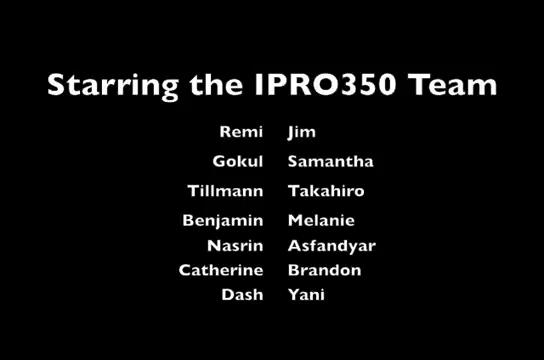 Starring the IPRO350 Team
Remi Jim
Gokul Samantha
Tillmann Takahiro
Benjamin Melanie
Nasrin Asfandyar
Catherine Brandon
Dash Yani